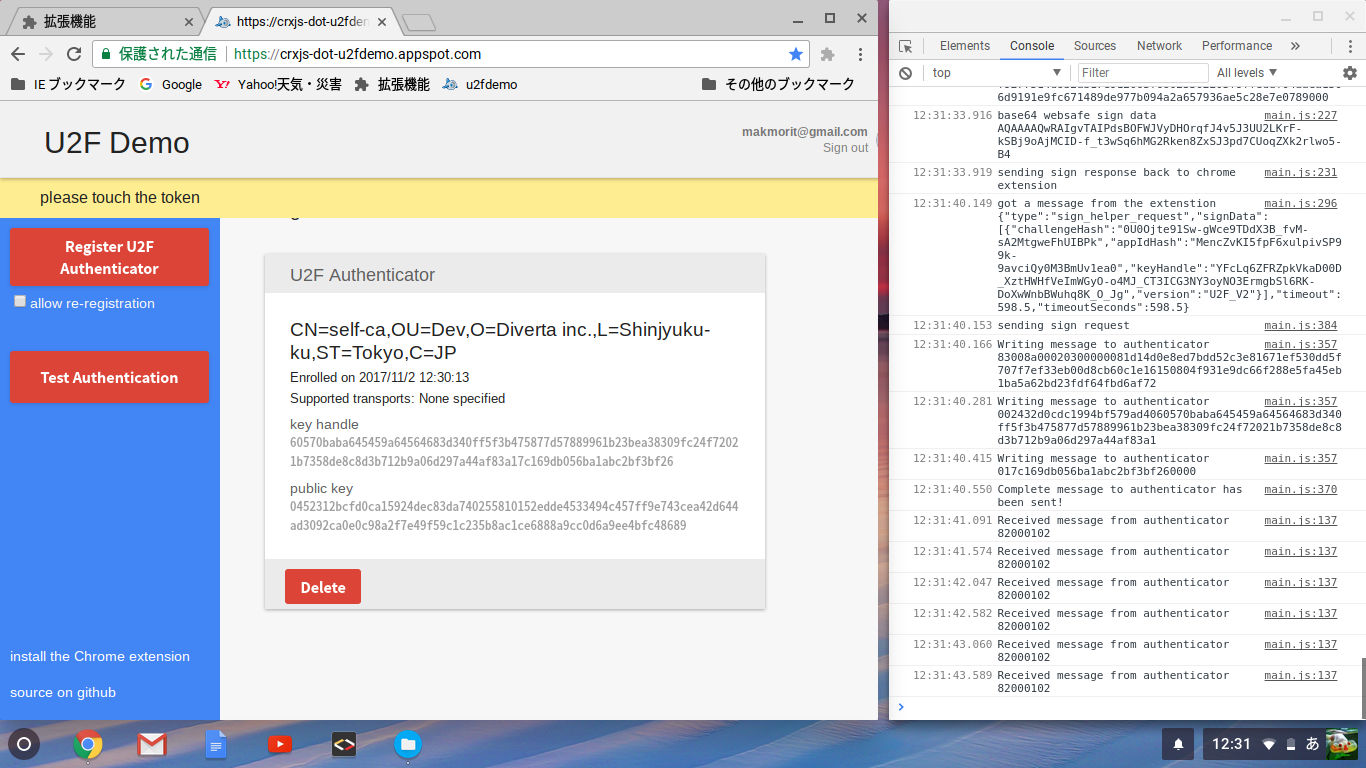 拡張機能
https://crxjs-dot-u2fden
保護された通信
https://crxjs-dot-u2fdemo.appspot.com
IE ブックマーク
Google
Yahoo!天気・災害
拡張機能
u2fdemo
その他のブックマーク
U2F Demo
makmorit@gmail.com
Sign out
please touch the token
Register U2F
Authenticator
allow re-registration
Test Authentication
install the Chrome extension
source on github
U2F Authenticator
CN=self-ca,OU=Dev,O=Diverta inc.,L=Shinjyuku-
ku,ST=Tokyo,C=JP
Enrolled on 2017/11/2 12:30:13
Supported transports: None specified
key handle
60570baba645459a64564683d340ff5f3b475877d57889961b23bea38309fc24f7202
1b7358de8c8d3b712b9a06d297a44af83a17c169db056ba1abc2bf3bf26
public key
0452312bcfd0ca15924dec83da740255810152edde4533494c457ff9e743cea42d644
ad3092ca0e0c98a2f7e49f59c1c235b8ac1ce6888a9cc0d6a9ee4bfc48689
Delete
Elements
Console
Sources
Network
Performance
»
top
Filter
All levels
6d9191e9fc671489de977b094a2a657936ae5c28e7e0789000
12:31:33.916 base64 websafe sign data main.js:227
AQAAAAQwRAIgvTAIPdsBOFWJVyDHOrqfJ4v5J3UU2LKrF-
kSBj9oAjMCID-f_t3wSq6hMG2Rken8ZxSJ3pd7CUoqZXk2rlwo5-
B4
12:31:33.919 sending sign response back to chrome main.js:231
extension
12:31:40.149 got a message from the extenstion main.js:296
{"type":"sign_helper_request","signData":
[{"challengeHash":"0U0Ojte91Sw-gWce9TDdX3B_fvM-
sA2MtgweFhUIBPk","appIdHash":"MencZvKI5fpF6xulpivSP9
9k-
9avciQy0M3BmUv1ea0","keyHandle":"YFcLq6ZFRZpkVkaD00D
_XztHWHfVeImWGyO-o4MJ_CT3ICG3NY3oyNO3ErmgbSl6RK-
DoXwWnbBWuhq8K_O_Jg","version":"U2F_V2"}],"timeout":
598.5,"timeoutSeconds":598.5}
12:31:40.153 sending sign request main.js:384
12:31:40.166 Writing message to authenticator main.js:357
83008a00020300000081d14d0e8ed7bdd52c3e81671ef530dd5f
707f7ef33eb00d8cb60c1e16150804f931e9dc66f288e5fa45eb
1ba5a62bd23fdf64fbd6af72
12:31:40.281 Writing message to authenticator main.js:357
002432d0cdc1994bf579ad4060570baba645459a64564683d340
ff5f3b475877d57889961b23bea38309fc24f72021b7358de8c8
d3b712b9a06d297a44af83a1
12:31:40.415 Writing message to authenticator main.js:357
017c169db056ba1abc2bf3bf260000
12:31:40.550 Complete message to authenticator has main.js:370
been sent!
12:31:41.091 Received message from authenticator main.js:137
82000102
12:31:41.574 Received message from authenticator main.js:137
82000102
12:31:42.047 Received message from authenticator main.js:137
82000102
12:31:42.582 Received message from authenticator main.js:137
82000102
12:31:43.060 Received message from authenticator main.js:137
82000102
12:31:43.589 Received message from authenticator main.js:137
82000102
12:31
あ